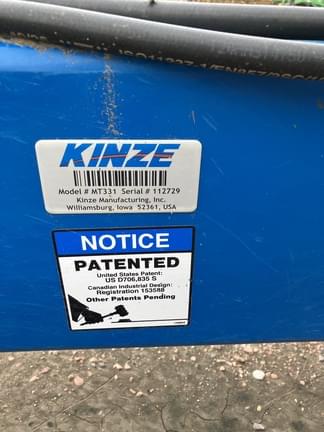 KINZE
Model # MT331 Serial # 112729
Kinze Manufacturing, Inc.
Williamsburg, Iowa 52361, USA
NOTICE
PATENTED
United States Patent:
US D706,835 S
Canadian Industrial Design:
Registration 153588
Other Patents Pending